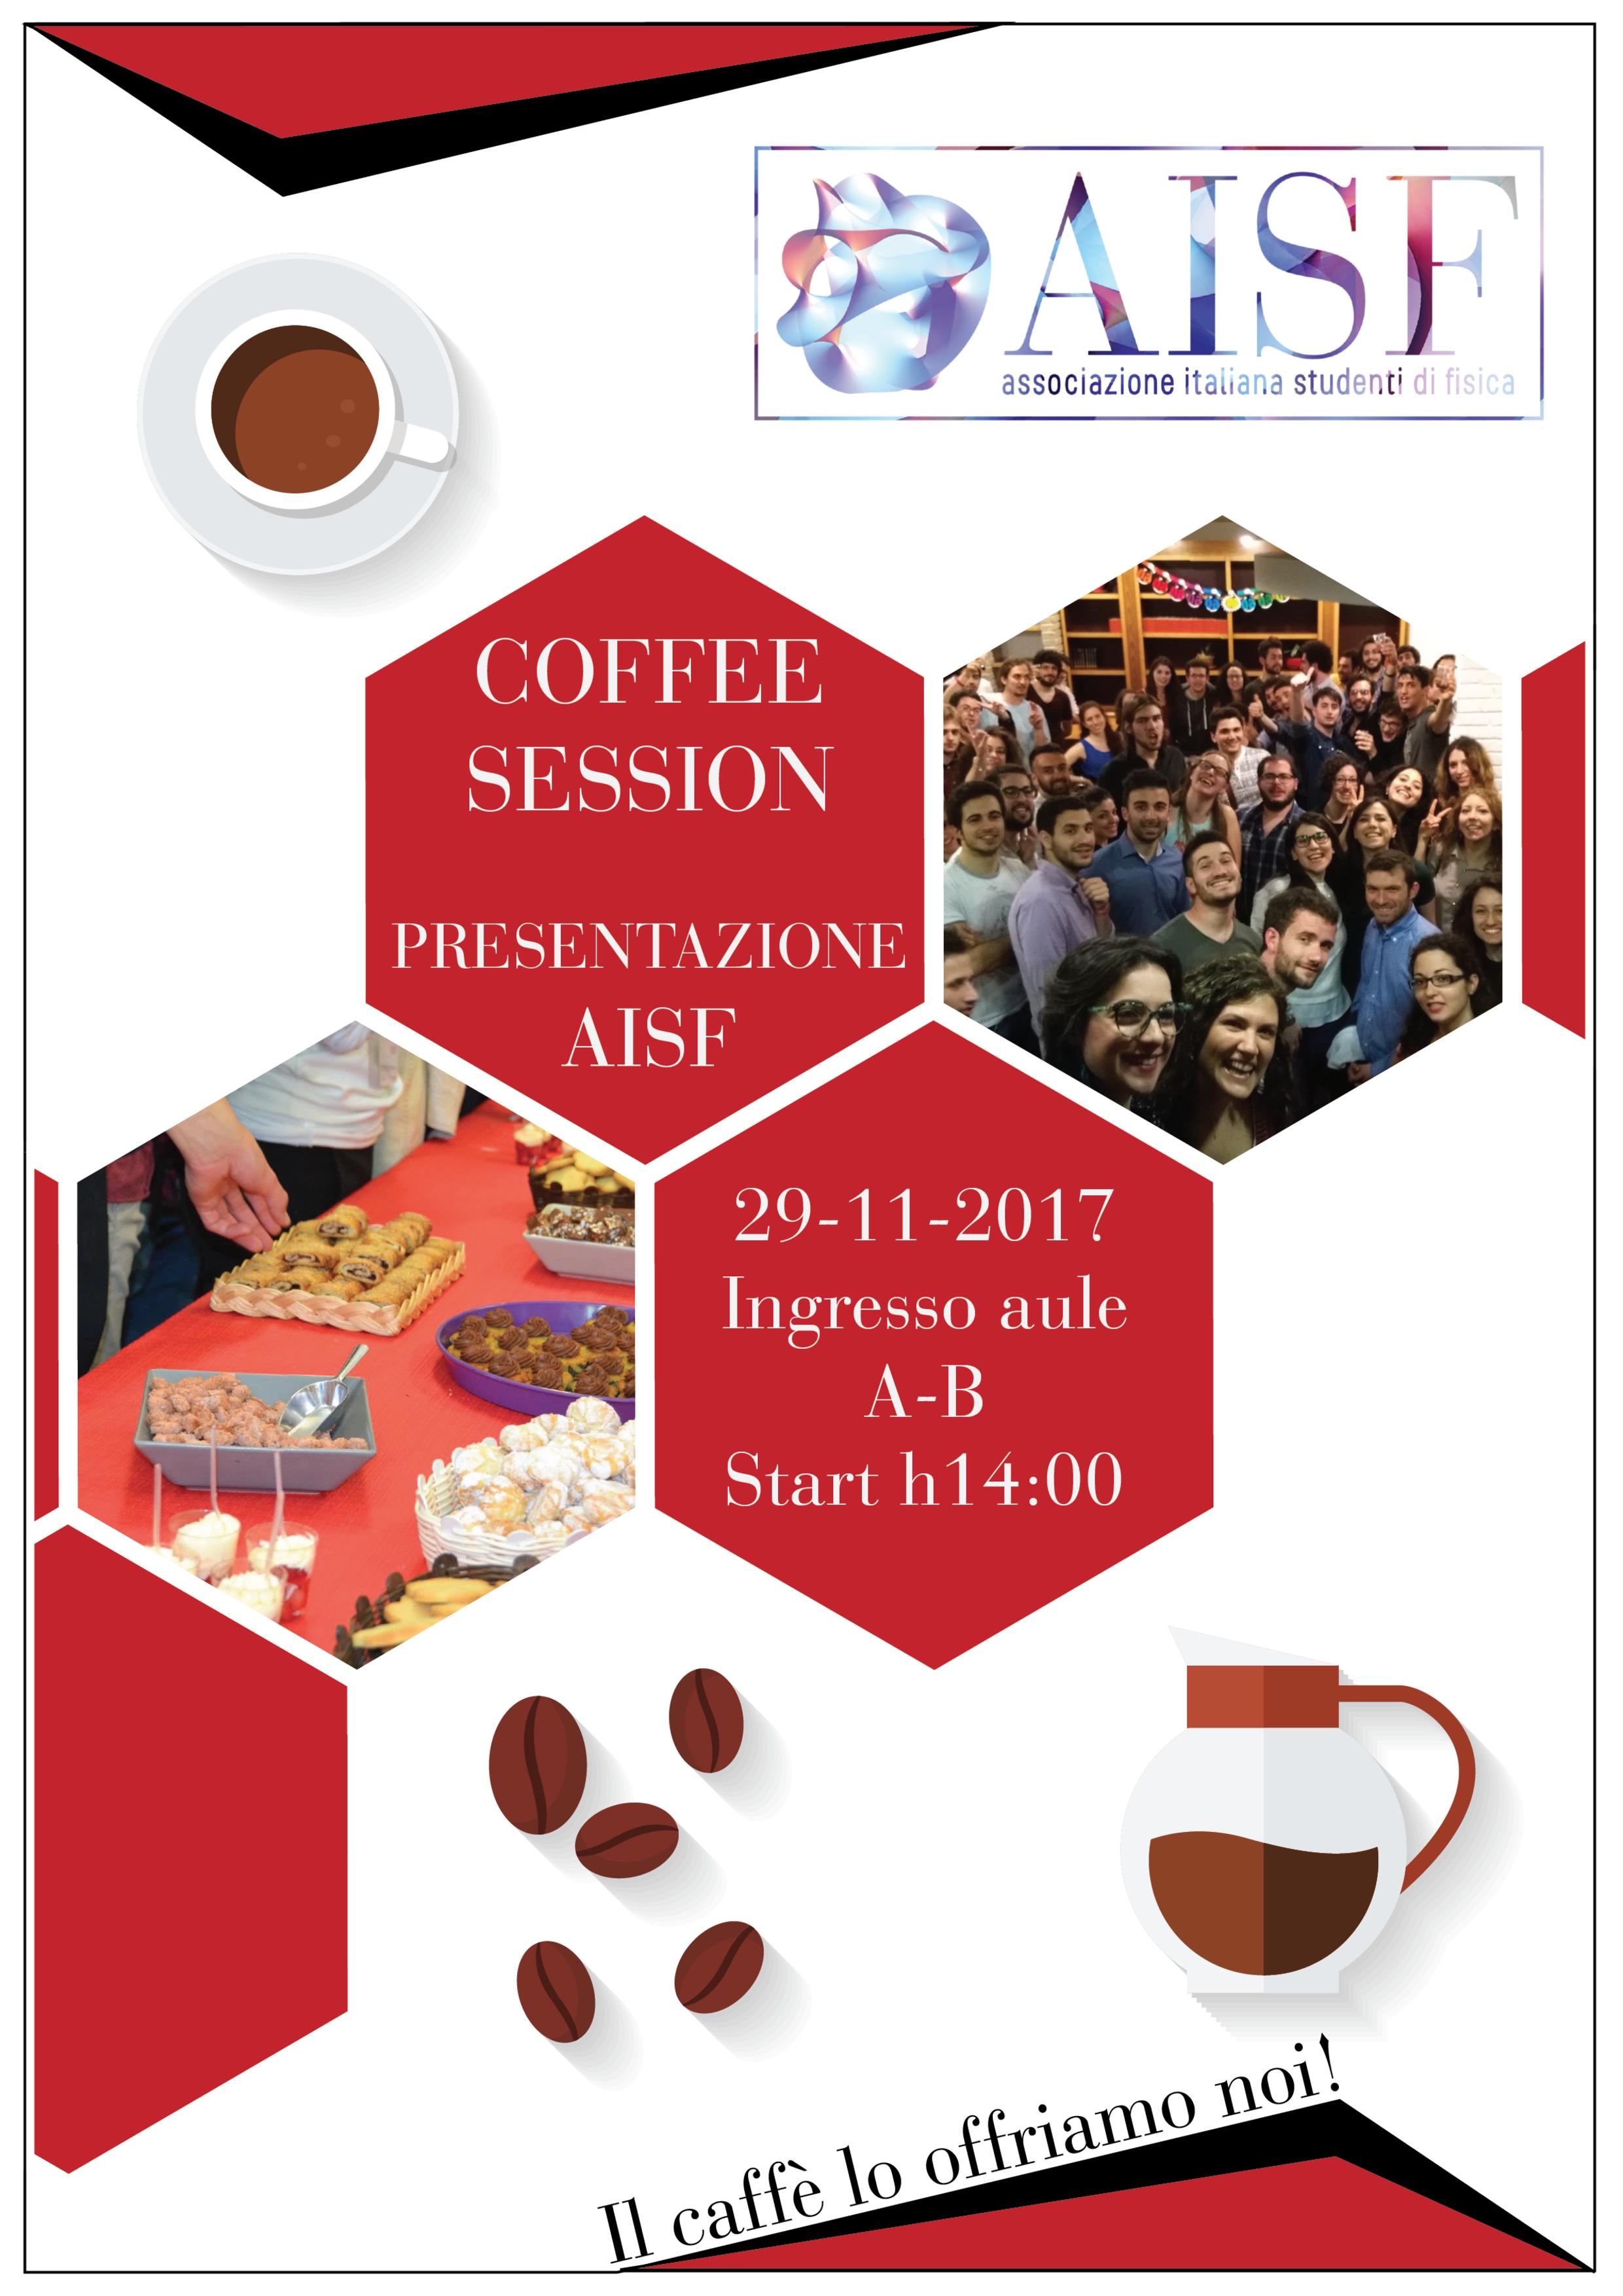 AISF
associazione italiana studenti di fisica
COFFEE
SESSION
PRESENTAZIONE
AISF
29-11-2017
Ingresso aule
A-B
Start h14:00
Il caffè lo offriamo noi!